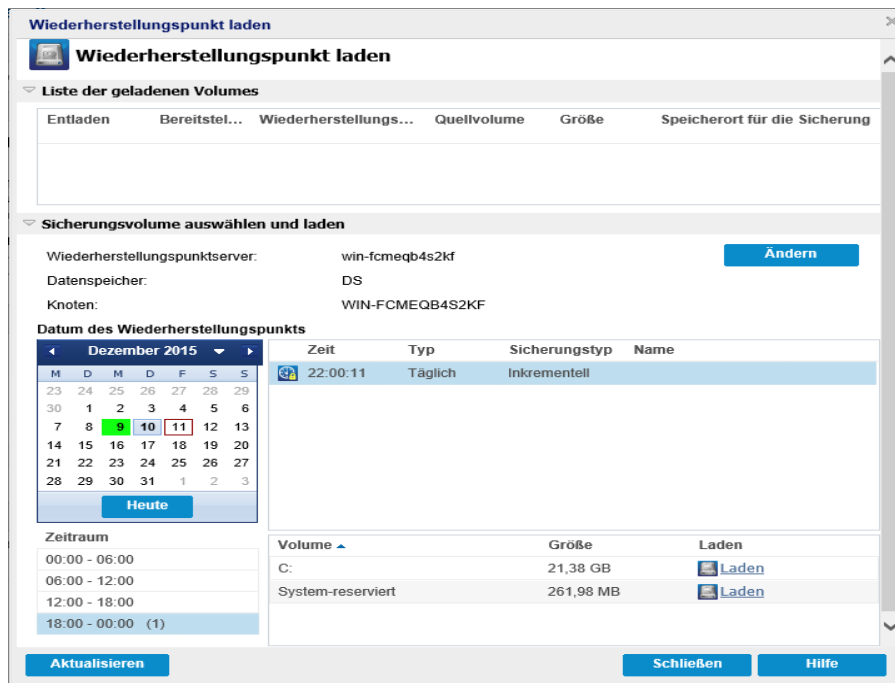 Wiederherstellungspunkt laden
Wiederherstellungspunkt laden
Liste der geladenen Volumes
Entladen Bereitstel... Wiederherstellungs... Quellvolume Größe Speicherort für die Sicherung
Sicherungsvolume auswählen und laden
Wiederherstellungspunktserver: win-fcmeqb4s2kf Ändern
Datenspeicher: DS
Knoten: WIN-FCMEQB4S2KF
Datum des Wiederherstellungspunkts
Dezember 2015
M D M D F S S
23 24 25 26 27 28 29
30 1 2 3 4 5 6
7 8 9 10 11 12 13
14 15 16 17 18 19 20
21 22 23 24 25 26 27
28 29 30 31 1 2 3
Heute
Zeit Typ Sicherungstyp Name
22:00:11 Täglich Inkrementell
Zeitraum
00:00 - 06:00
06:00 - 12:00
12:00 - 18:00
18:00 - 00:00 (1)
Volume Größe Laden
C: 21,38 GB Laden
System-reserviert 261,98 MB Laden
Aktualisieren Schließen Hilfe